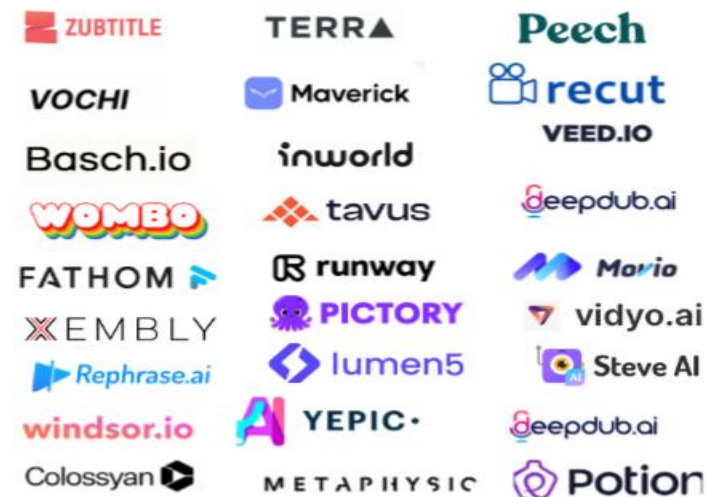 ZUBTITLE TERRA Peech
VOCHI Maverick recut
VEED.IO
Basch.io inworld
WOMBO tavus deepdub.ai
FATHOM runway Movio
XEMBLY PICTORY vidyo.ai
Rephrase.ai lumen5 Steve AI
AI
windsor.io YEPIC deepdub.ai
Colossyan METAPHYSIC Potion